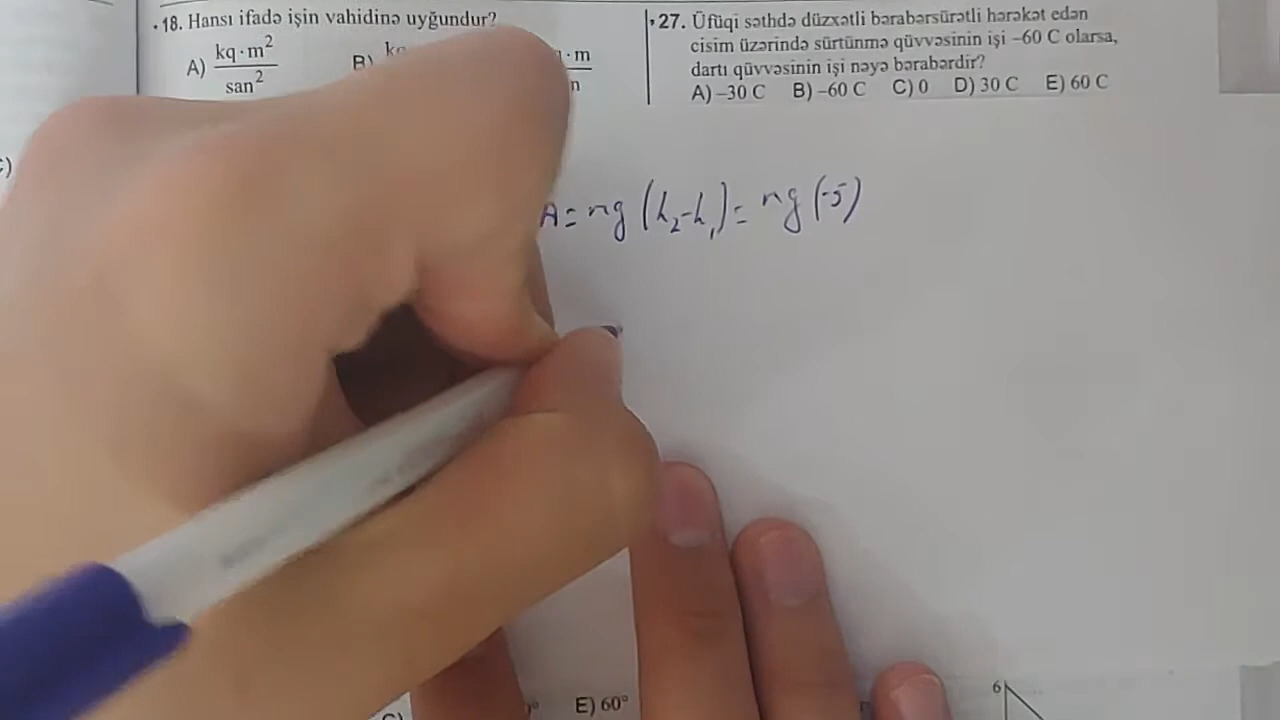 18. Hansı ifadə işin vahidinə uyğundur?
A) kq · m² / san²
B)
· m
27. Üfüqi səthdə düzxətli bərabərsürətli hərəkət edən
cisim üzərində sürtünmə qüvvəsinin işi –60 C olarsa,
dartı qüvvəsinin işi nəyə bərabərdir?
A) –30 C B) –60 C C) 0 D) 30 C E) 60 C
A = mg (h₂-h₁) = mg (-5)
E) 60°
6